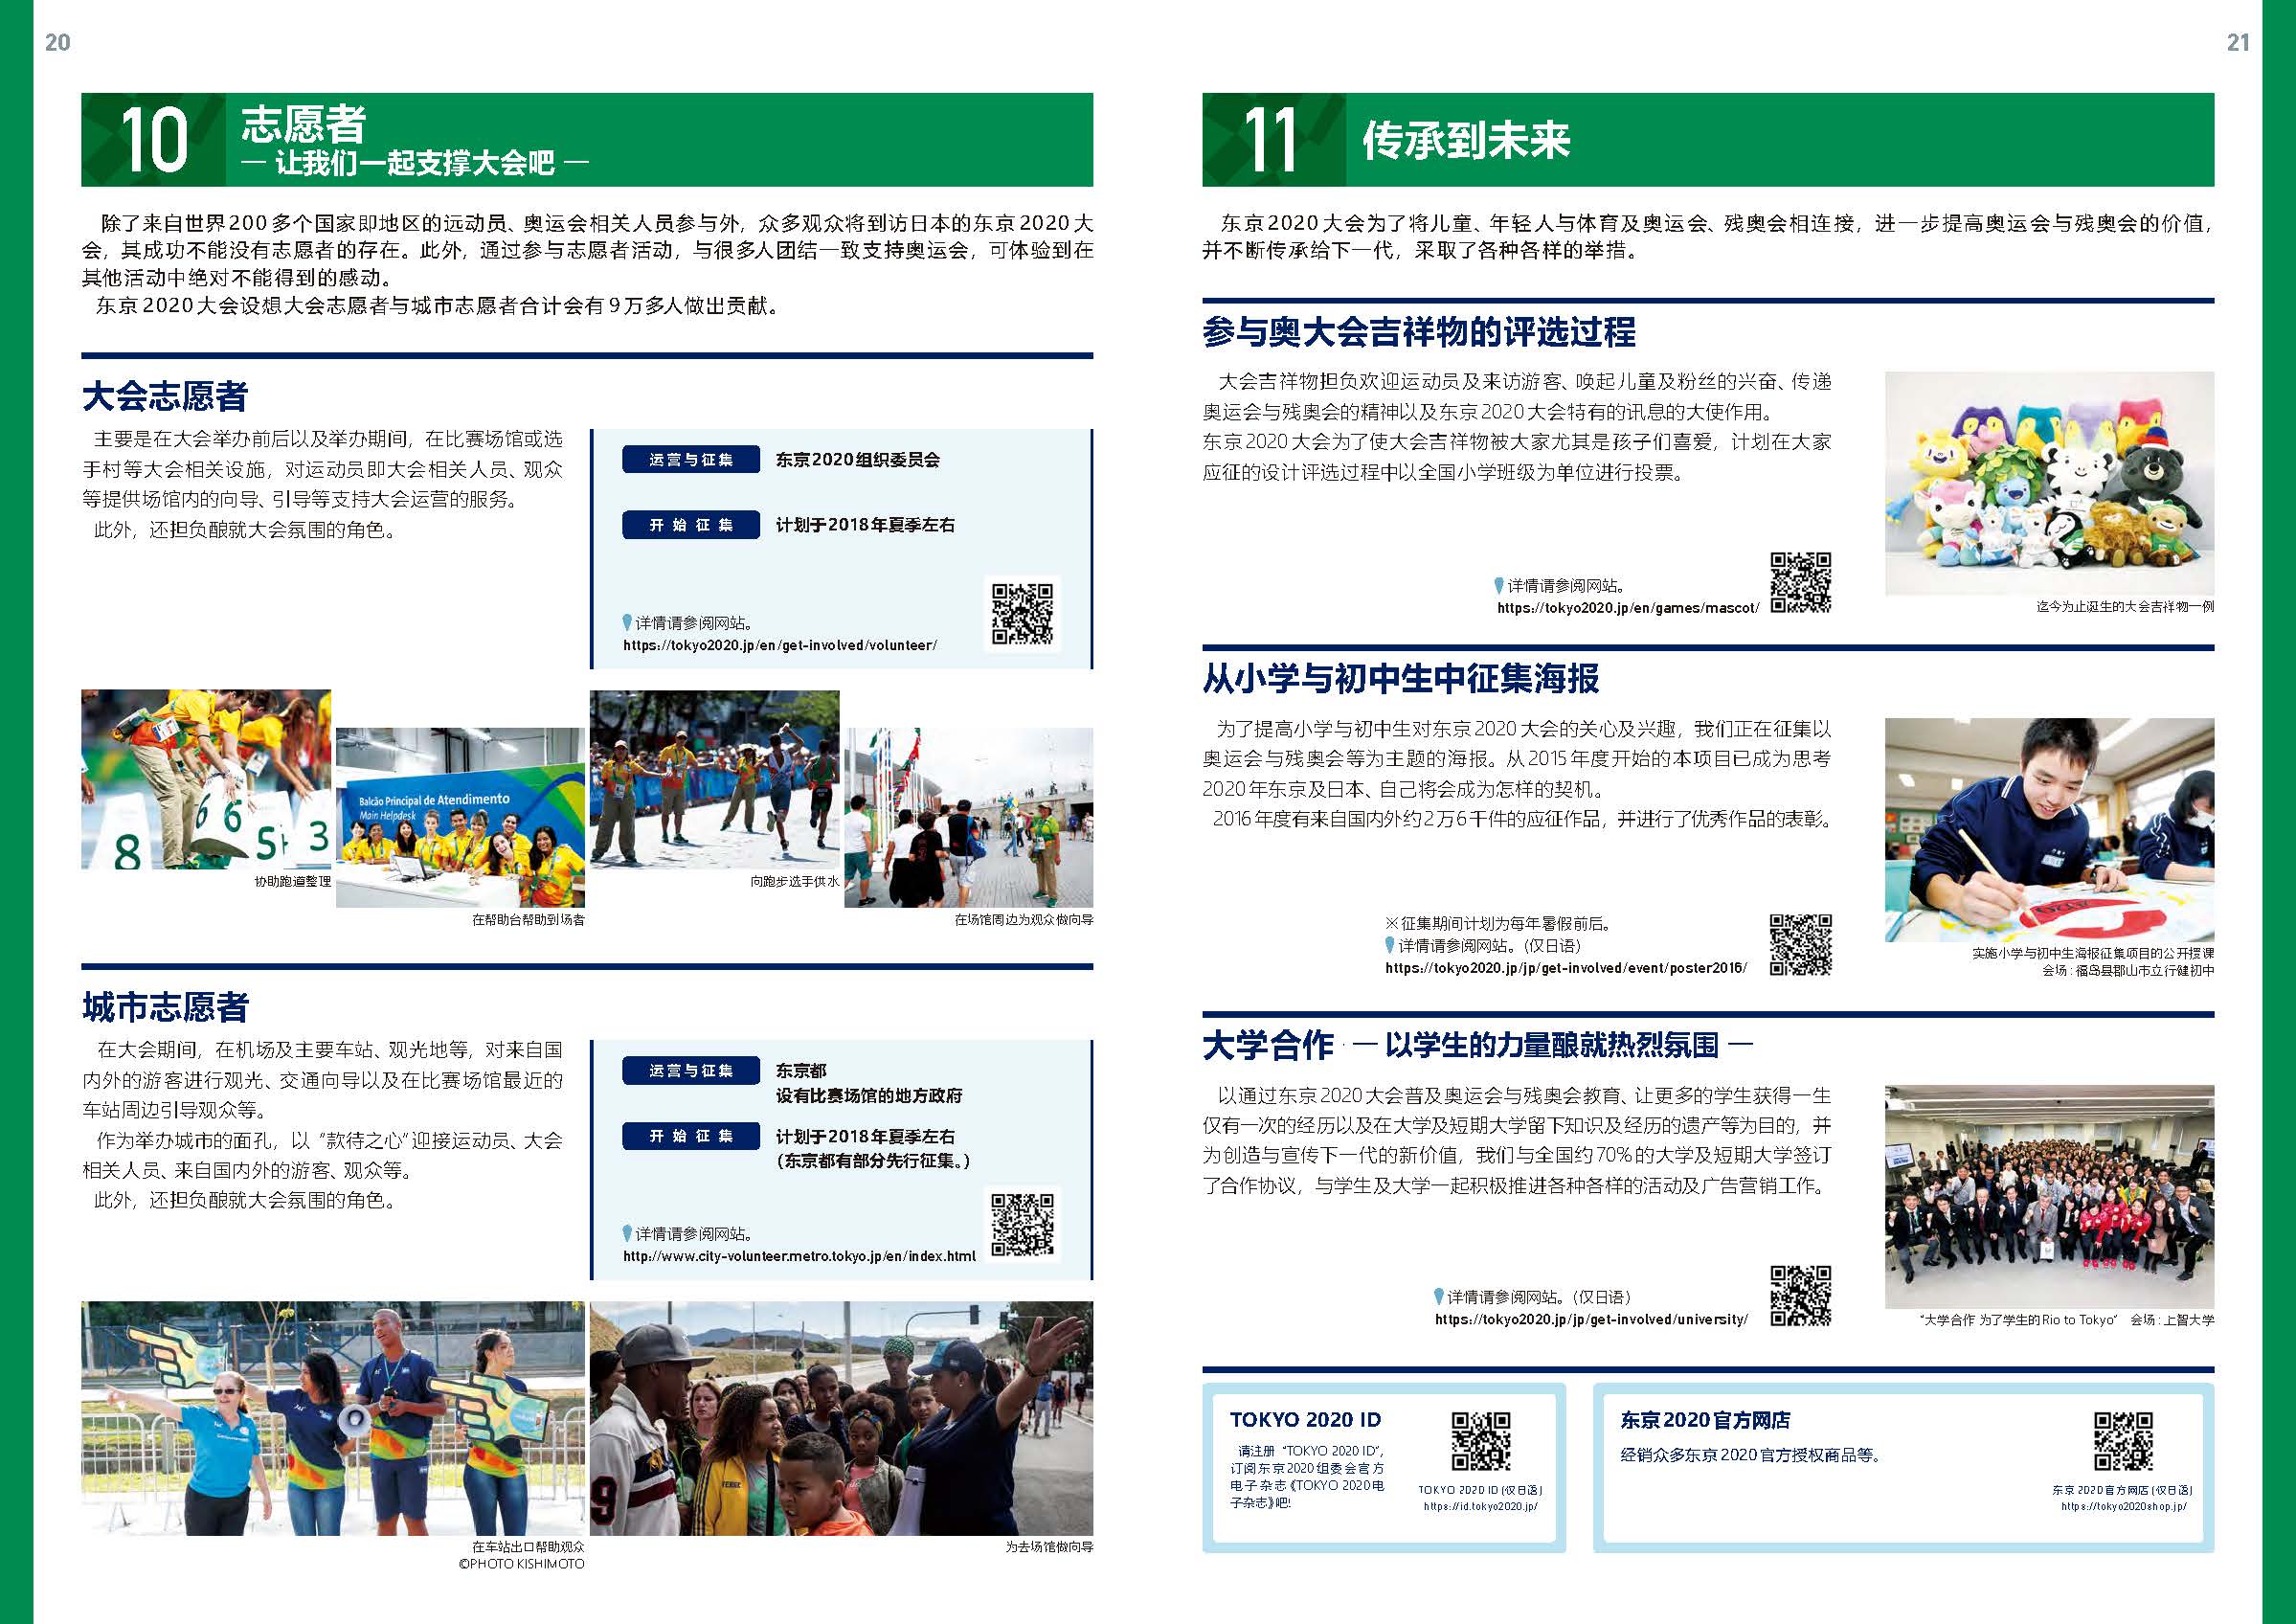 20
10
志愿者
— 让我们一起支撑大会吧 —
除了来自世界200多个国家即地区的远动员、奥运会相关人员参与外，众多观众将到访日本的东京2020大
会，其成功不能没有志愿者的存在。此外，通过参与志愿者活动，与很多人团结一致支持奥运会，可体验到在
其他活动中绝对不能得到的感动。
东京2020大会设想大会志愿者与城市志愿者合计会有9万多人做出贡献。
大会志愿者
主要是在大会举办前后以及举办期间，在比赛场馆或选
手村等大会相关设施，对运动员即大会相关人员、观众
等提供场馆内的向导、引导等支持大会运营的服务。
此外，还担负酿就大会氛围的角色。
运营与征集 东京2020组织委员会
开始征集 计划于2018年夏季左右
详情请参阅网站。
https://tokyo2020.jp/en/get-involved/volunteer/
8 6 6 5 3
协助跑道整理
Balcão Principal de Atendimento
Main Helpdesk
在帮助台帮助到场者
向跑步选手供水
在场馆周边为观众做向导
城市志愿者
在大会期间，在机场及主要车站、观光地等，对来自国
内外的游客进行观光、交通向导以及在比赛场馆最近的
车站周边引导观众等。
作为举办城市的面孔，以“款待之心”迎接运动员、大会
相关人员、来自国内外的游客、观众等。
此外，还担负酿就大会氛围的角色。
运营与征集 东京都
设有比赛场馆的地方政府
开始征集 计划于2018年夏季左右
（东京都有部分先行征集。）
详情请参阅网站。
http://www.city-volunteer.metro.tokyo.jp/en/index.html
在车站出口帮助观众
©PHOTO KISHIMOTO
9
为去场馆做向导
21
11
传承到未来
东京2020大会为了将儿童、年轻人与体育及奥运会、残奥会相连接，进一步提高奥运会与残奥会的价值，
并不断传承给下一代，采取了各种各样的举措。
参与奥大会吉祥物的评选过程
大会吉祥物担负欢迎运动员及来访游客、唤起儿童及粉丝的兴奋、传递
奥运会与残奥会的精神以及东京2020大会特有的讯息的大使作用。
东京2020大会为了使大会吉祥物被大家尤其是孩子们喜爱，计划在大家
应征的设计评选过程中以全国小学班级为单位进行投票。
详情请参阅网站。
https://tokyo2020.jp/en/games/mascot/
迄今为止诞生的大会吉祥物一例
从小学与初中生中征集海报
为了提高小学与初中生对东京2020大会的关心及兴趣，我们正在征集以
奥运会与残奥会等为主题的海报。从2015年度开始的本项目已成为思考
2020年东京及日本、自己将会成为怎样的契机。
2016年度有来自国内外约2万6千件的应征作品，并进行了优秀作品的表彰。
※征集期间计划为每年暑假前后。
详情请参阅网站。（仅日语）
https://tokyo2020.jp/jp/get-involved/event/poster2016/
实施小学与初中生海报征集项目的公开授课
会场：福岛县郡山市立行健初中
大学合作 — 以学生的力量酿就热烈氛围 —
以通过东京2020大会普及奥运会与残奥会教育、让更多的学生获得一生
仅有一次的经历以及在大学及短期大学留下知识及经历的遗产等为目的，并
为创造与宣传下一代的新价值，我们与全国约70%的大学及短期大学签订
了合作协议，与学生及大学一起积极推进各种各样的活动及广告营销工作。
详情请参阅网站。（仅日语）
https://tokyo2020.jp/jp/get-involved/university/
“大学合作 为了学生的Rio to Tokyo” 会场：上智大学
TOKYO 2020 ID
请注册“TOKYO 2020 ID”，
订阅东京2020组委会官方
电子杂志《TOKYO 2020电
子杂志》吧！
TOKYO 2020 ID（仅日语）
https://id.tokyo2020.jp/
东京2020官方网店
经销众多东京2020官方授权商品等。
东京2020官方网店（仅日语）
https://tokyo2020shop.jp/